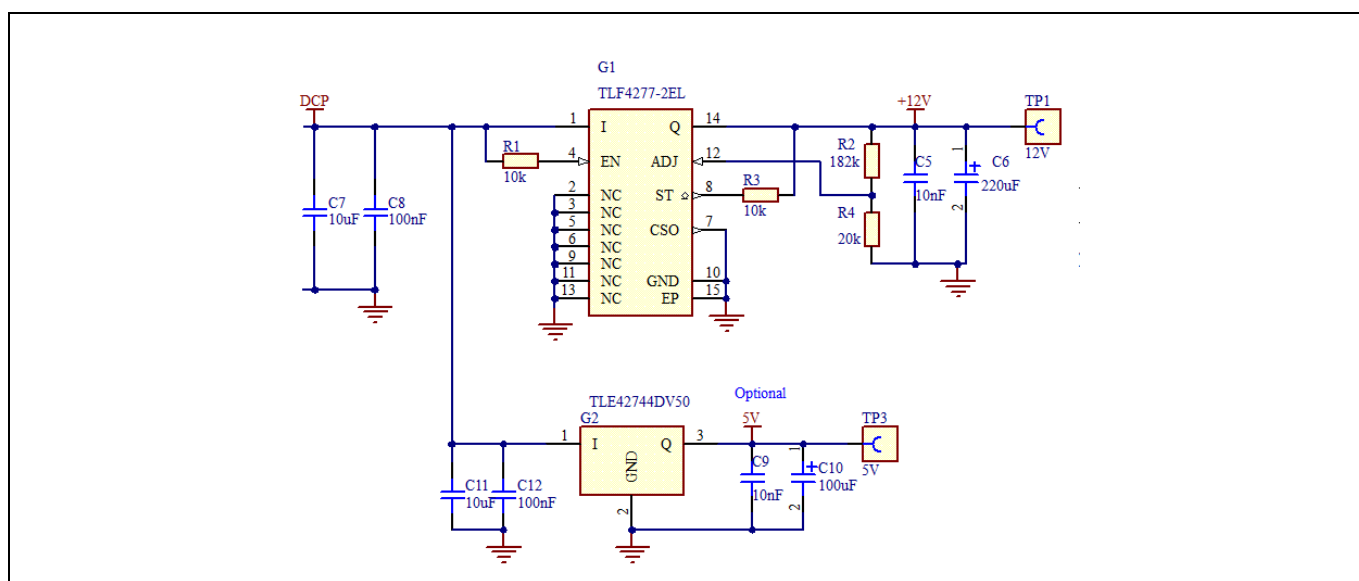 G1
TLF4277-2EL
DCP
+12V
TP1
1
I
Q
14
R1
4
EN
ADJ
12
R2
182k
C5
1
C6
12V
10k
R3
10nF
220uF
2
NC
ST
8
3
NC
10k
R4
2
C7
C8
5
NC
CSO
7
20k
10uF
100nF
6
NC
9
NC
11
NC
GND
10
13
NC
EP
15
Optional
TLE42744DV50
G2
5V
TP3
1
I
Q
3
GND
C9
1
C10
5V
C11
C12
10nF
100uF
10uF
100nF
2
2